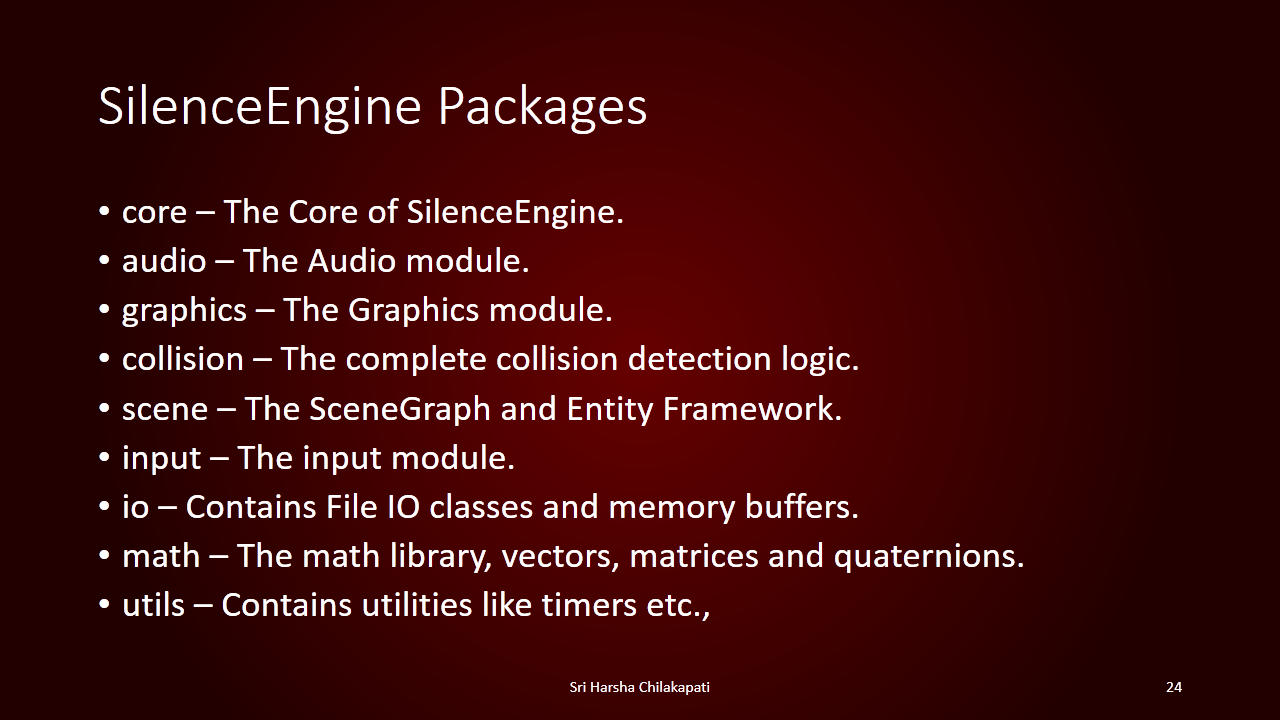 SilenceEngine Packages
• core – The Core of SilenceEngine.
• audio – The Audio module.
• graphics – The Graphics module.
• collision – The complete collision detection logic.
• scene – The SceneGraph and Entity Framework.
• input – The input module.
• io – Contains File IO classes and memory buffers.
• math – The math library, vectors, matrices and quaternions.
• utils – Contains utilities like timers etc.,
Sri Harsha Chilakapati
24